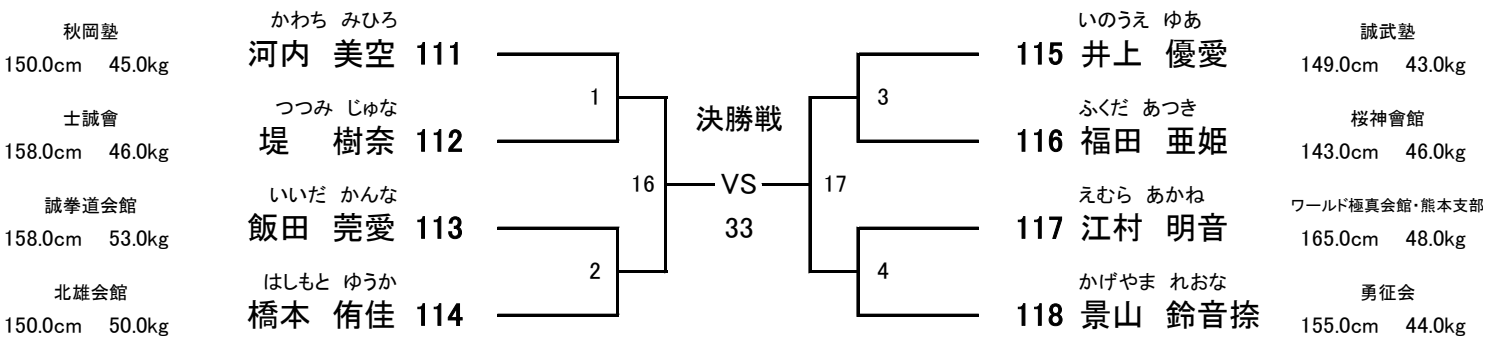 秋岡塾
150.0cm 45.0kg
かわち みひろ
河内 美空 111
士誠會
158.0cm 46.0kg
つつみ じゅな
堤 樹奈 112
誠拳道会館
158.0cm 53.0kg
いいだ かんな
飯田 莞愛 113
北雄会館
150.0cm 50.0kg
はしもと ゆうか
橋本 侑佳 114
1
2
16
決勝戦
VS
33
17
3
4
いのうえ ゆあ
115 井上 優愛
誠武塾
149.0cm 43.0kg
ふくだ あつき
116 福田 亜姫
桜神會館
143.0cm 46.0kg
えむら あかね
117 江村 明音
ワールド極真会館・熊本支部
165.0cm 48.0kg
かげやま れおな
118 景山 鈴音捺
勇征会
155.0cm 44.0kg